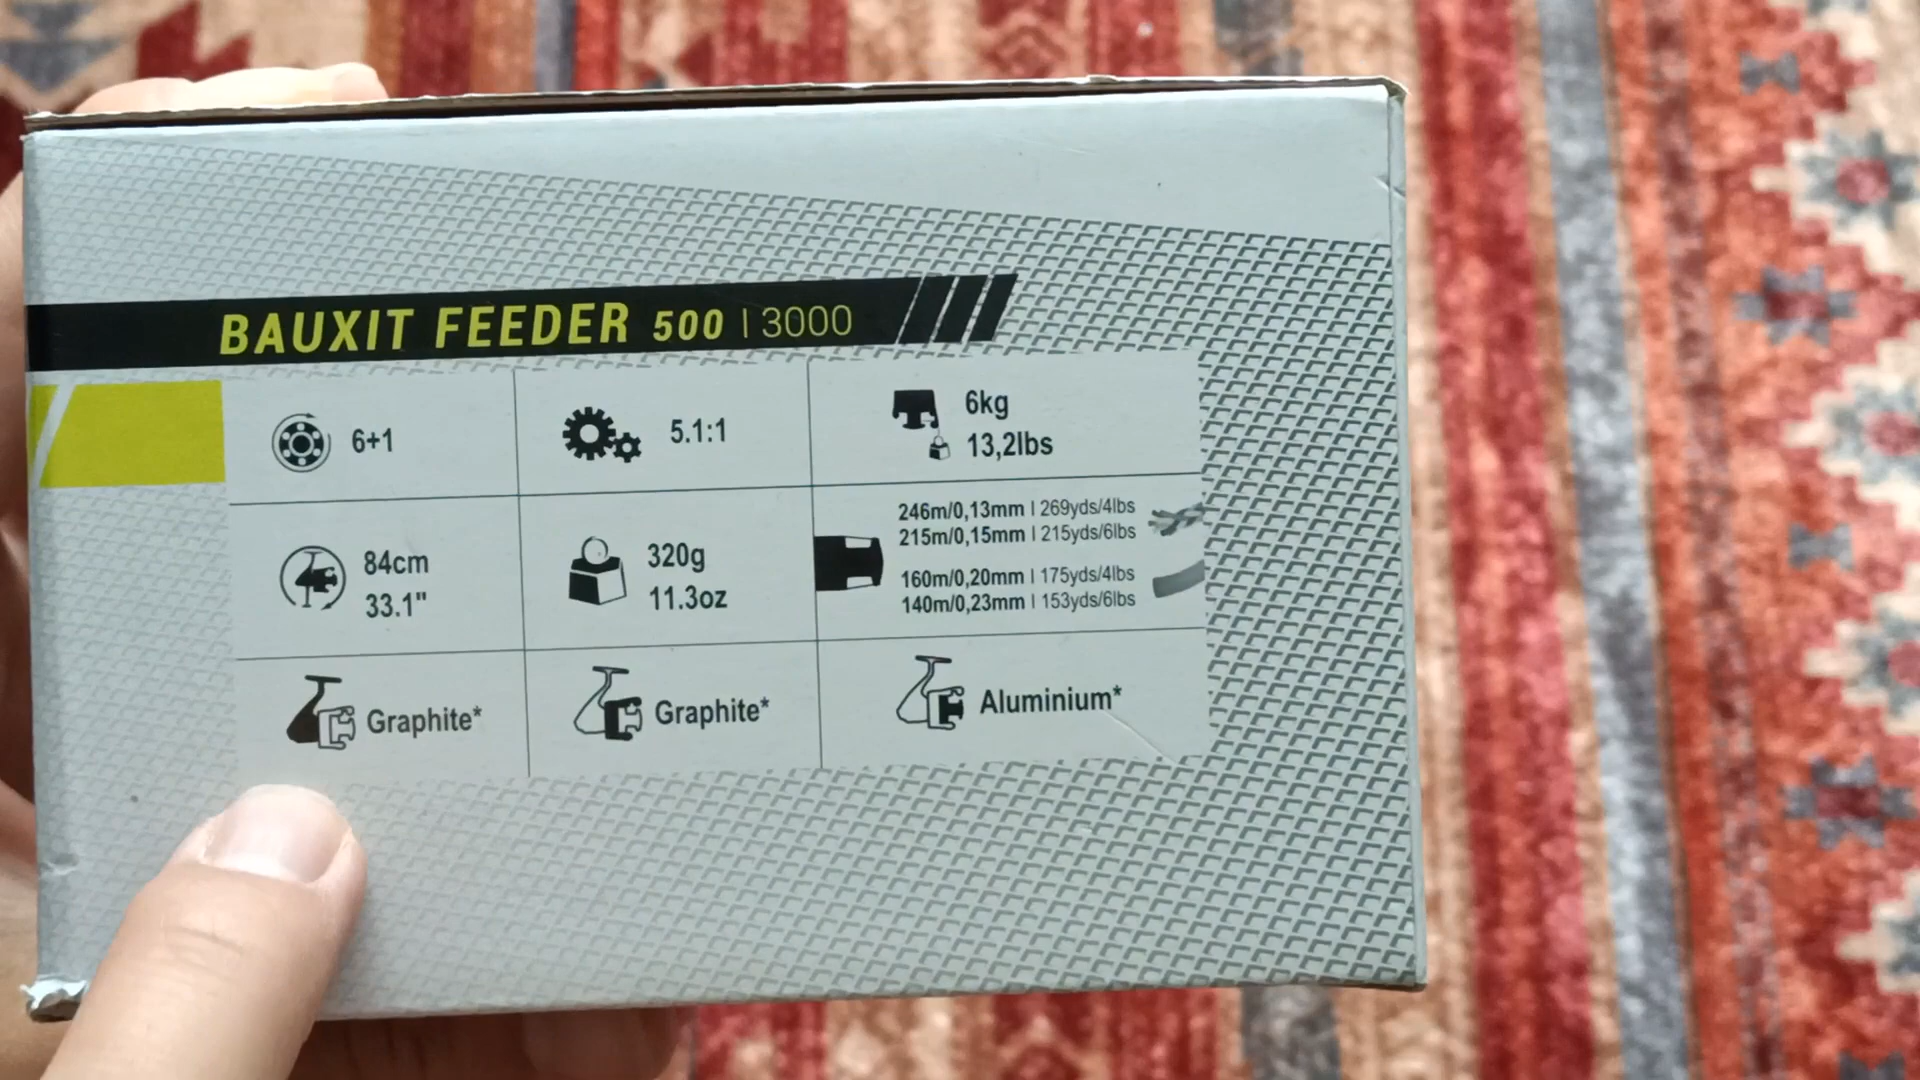 BAUXIT FEEDER 500 | 3000
6+1
5.1:1
6kg
13,2lbs
84cm
33.1"
320g
11.3oz
246m/0,13mm | 269yds/4lbs
215m/0,15mm | 215yds/6lbs
160m/0,20mm | 175yds/4lbs
140m/0,23mm | 153yds/6lbs
Graphite*
Graphite*
Aluminium*